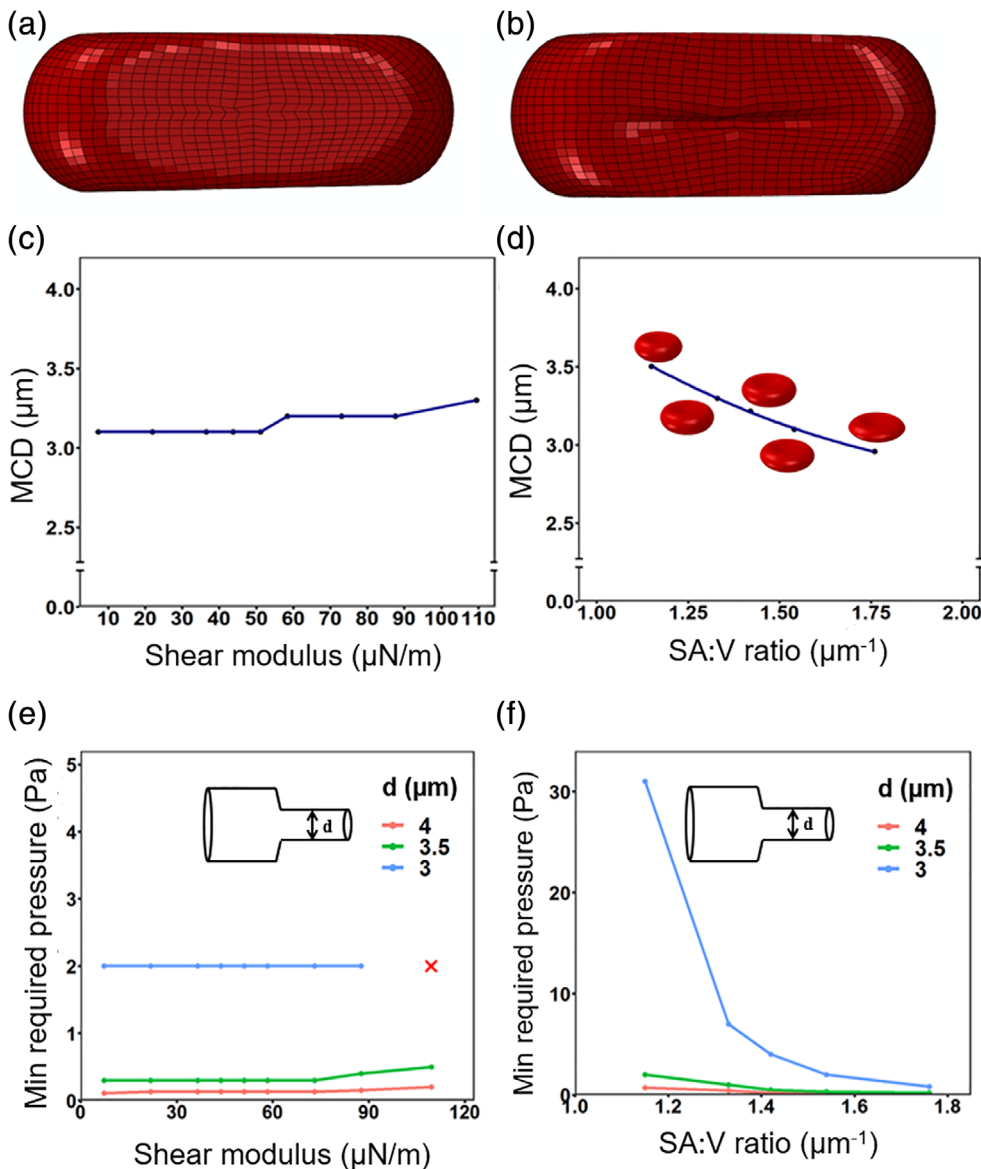 (a)
(b)
(c)
(d)
4.0
3.5
3.0
2.5
0.0
MCD (µm)
10 20 30 40 50 60 70 80 90 100 110
Shear modulus (µN/m)
4.0
3.5
3.0
2.5
0.0
MCD (µm)
1.00 1.25 1.50 1.75 2.00
SA:V ratio (µm-1)
(e)
(f)
5
4
3
2
1
0
Min required pressure (Pa)
d
d (µm)
4
3.5
3
0 30 60 90 120
Shear modulus (µN/m)
30
20
10
0
Min required pressure (Pa)
d
d (µm)
4
3.5
3
1.0 1.2 1.4 1.6 1.8
SA:V ratio (µm-1)